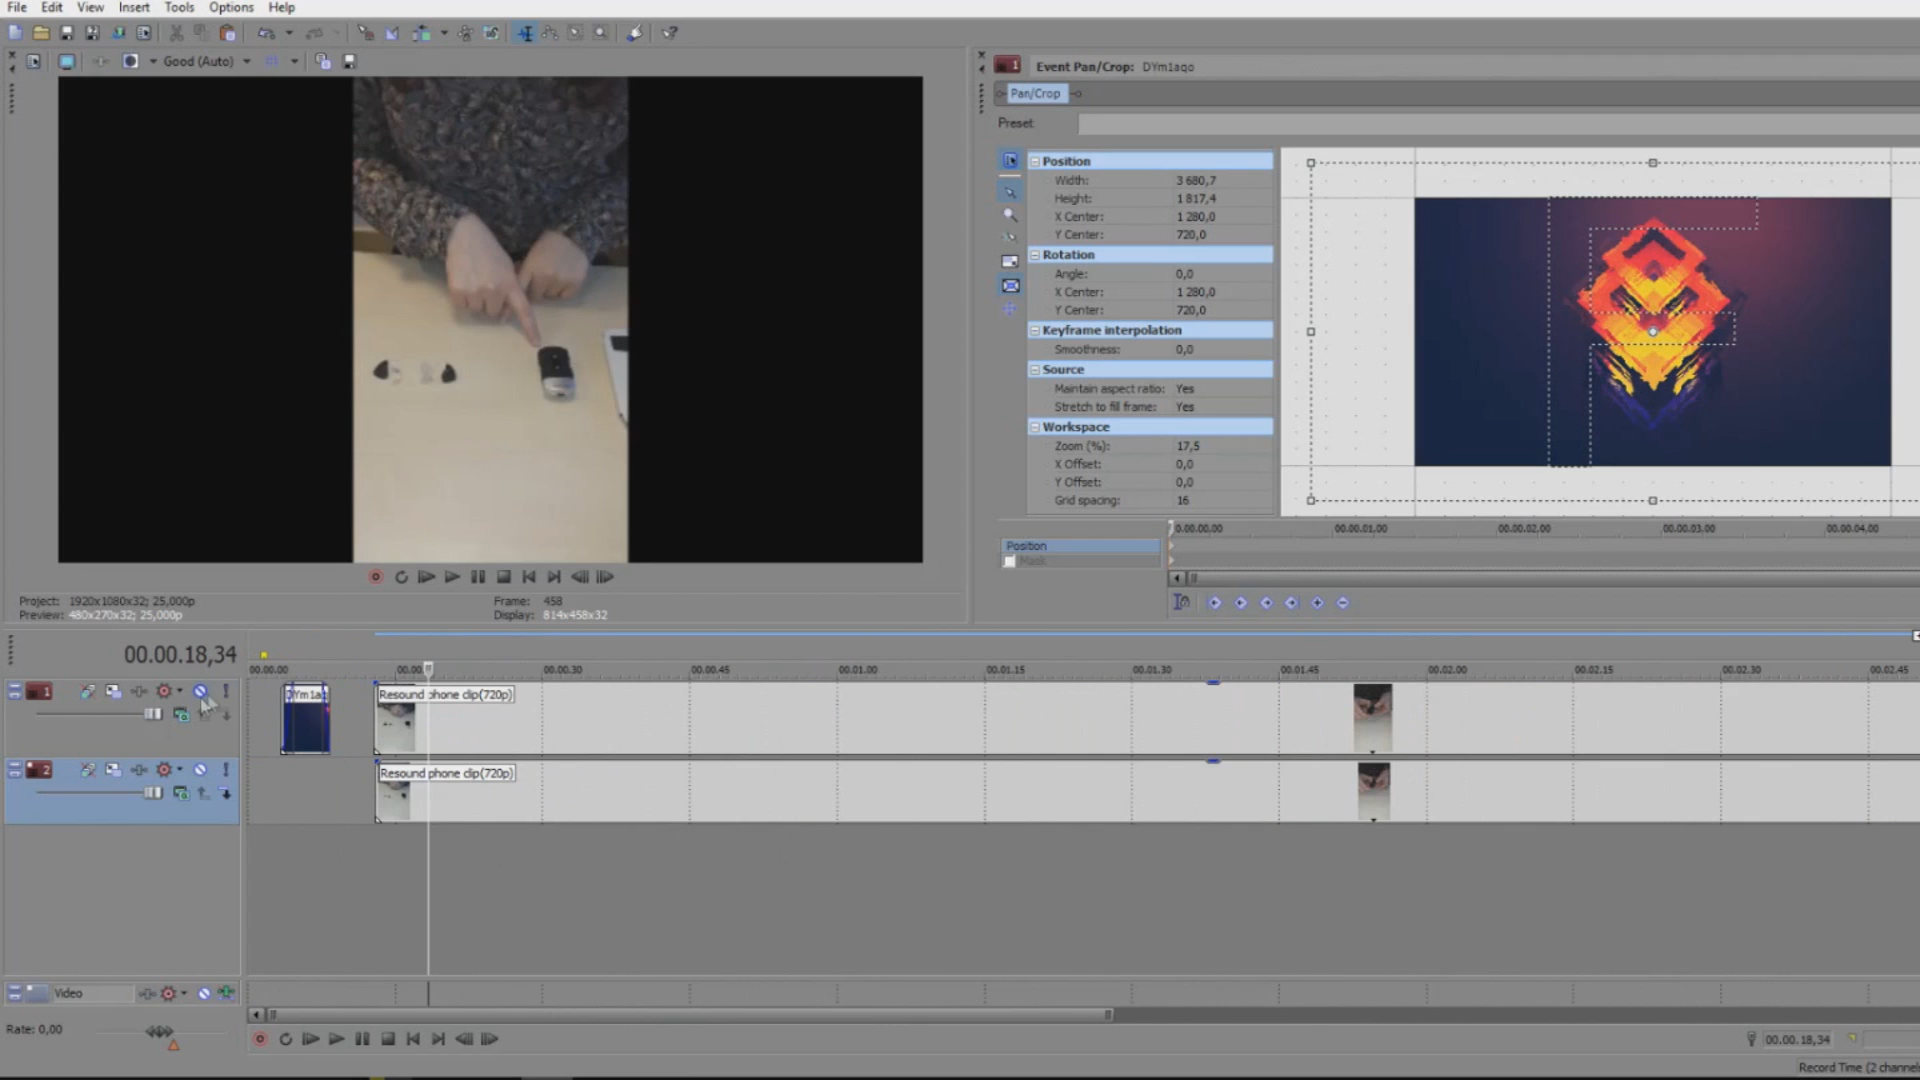 File Edit View Insert Tools Options Help
Good (Auto)
1 Event Pan/Crop: DYm1aqo
Pan/Crop
Preset
Position
Width: 3 680,7
Height: 1 817,4
X Center: 1 280,0
Y Center: 720,0
Rotation
Angle: 0,0
X Center: 1 280,0
Y Center: 720,0
Keyframe interpolation
Smoothness: 0,0
Source
Maintain aspect ratio: Yes
Stretch to fill frame: Yes
Workspace
Zoom (%): 17,5
X Offset: 0,0
Y Offset: 0,0
Grid spacing: 16
0.00.00,00 00.00.01,00 00.00.02,00 00.00.03,00 00.00.04,00
Position
Mask
Project: 1920x1080x32; 25,000p
Frame: 458
Preview: 480x270x32; 25,000p
Display: 814x458x32
00.00.18,34
00.00.00 00.00.30 00.00.45 00.01.00 00.01.15 00.01.30 00.01.45 00.02.00 00.02.15 00.02.30 00.02.45
1
Resound phone clip(720p)
2
Resound phone clip(720p)
Video
Rate: 0,00
00.00.18,34
Record Time (2 channels